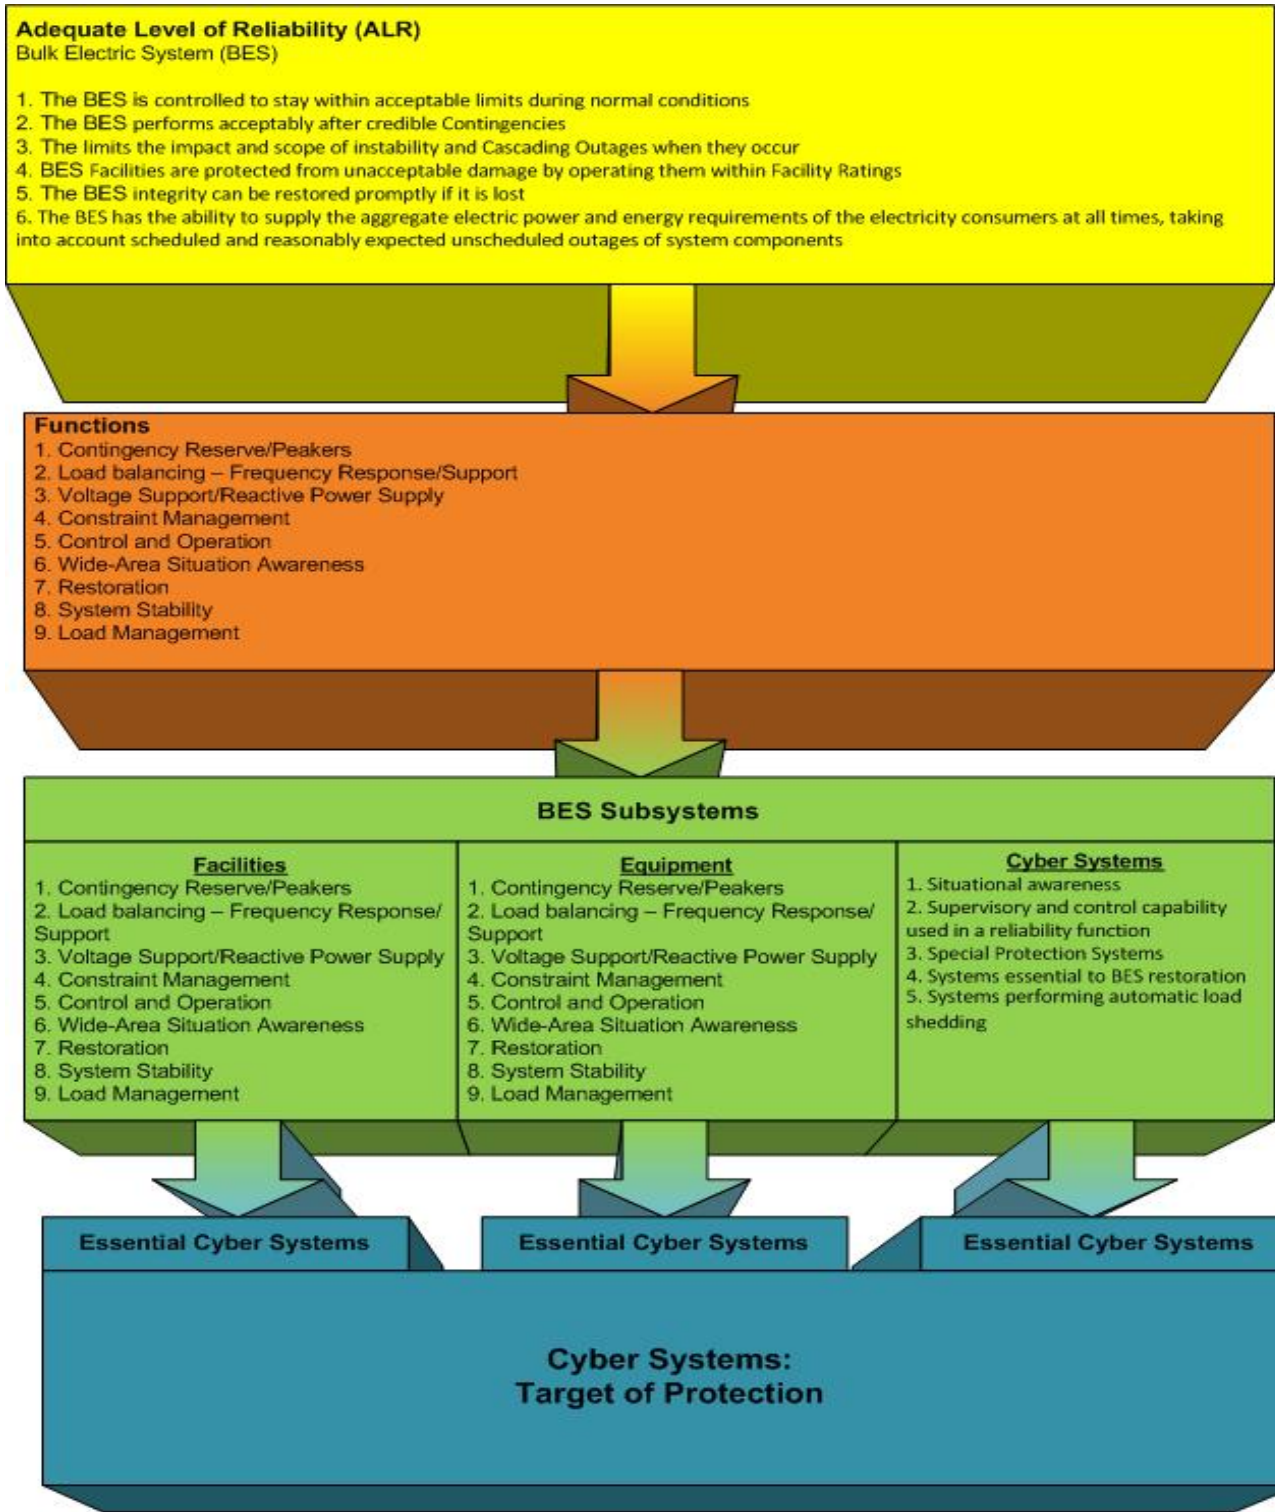 Adequate Level of Reliability (ALR)
Bulk Electric System (BES)
1. The BES is controlled to stay within acceptable limits during normal conditions
2. The BES performs acceptably after credible Contingencies
3. The limits the impact and scope of instability and Cascading Outages when they occur
4. BES Facilities are protected from unacceptable damage by operating them within Facility Ratings
5. The BES integrity can be restored promptly if it is lost
6. The BES has the ability to supply the aggregate electric power and energy requirements of the electricity consumers at all times, taking
into account scheduled and reasonably expected unscheduled outages of system components
Functions
1. Contingency Reserve/Peakers
2. Load balancing – Frequency Response/Support
3. Voltage Support/Reactive Power Supply
4. Constraint Management
5. Control and Operation
6. Wide-Area Situation Awareness
7. Restoration
8. System Stability
9. Load Management
BES Subsystems
Facilities
1. Contingency Reserve/Peakers
2. Load balancing – Frequency Response/
Support
3. Voltage Support/Reactive Power Supply
4. Constraint Management
5. Control and Operation
6. Wide-Area Situation Awareness
7. Restoration
8. System Stability
9. Load Management
Equipment
1. Contingency Reserve/Peakers
2. Load balancing – Frequency Response/
Support
3. Voltage Support/Reactive Power Supply
4. Constraint Management
5. Control and Operation
6. Wide-Area Situation Awareness
7. Restoration
8. System Stability
9. Load Management
Cyber Systems
1. Situational awareness
2. Supervisory and control capability
used in a reliability function
3. Special Protection Systems
4. Systems essential to BES restoration
5. Systems performing automatic load
shedding
Essential Cyber Systems
Essential Cyber Systems
Essential Cyber Systems
Cyber Systems:
Target of Protection